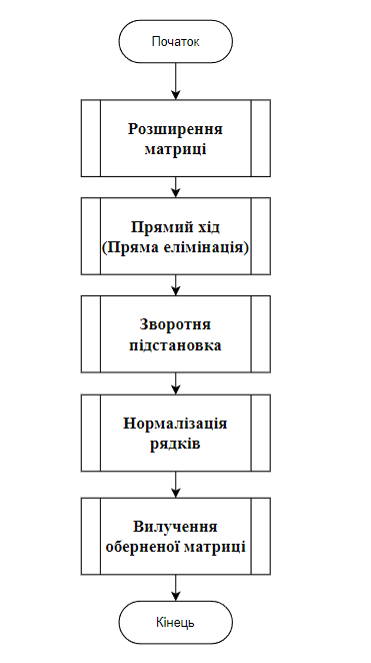 Початок
Розширення
матриці
Прямий хід
(Пряма елімінація)
Зворотня
підстановка
Нормалізація
рядків
Вилучення
оберненої матриці
Кінець